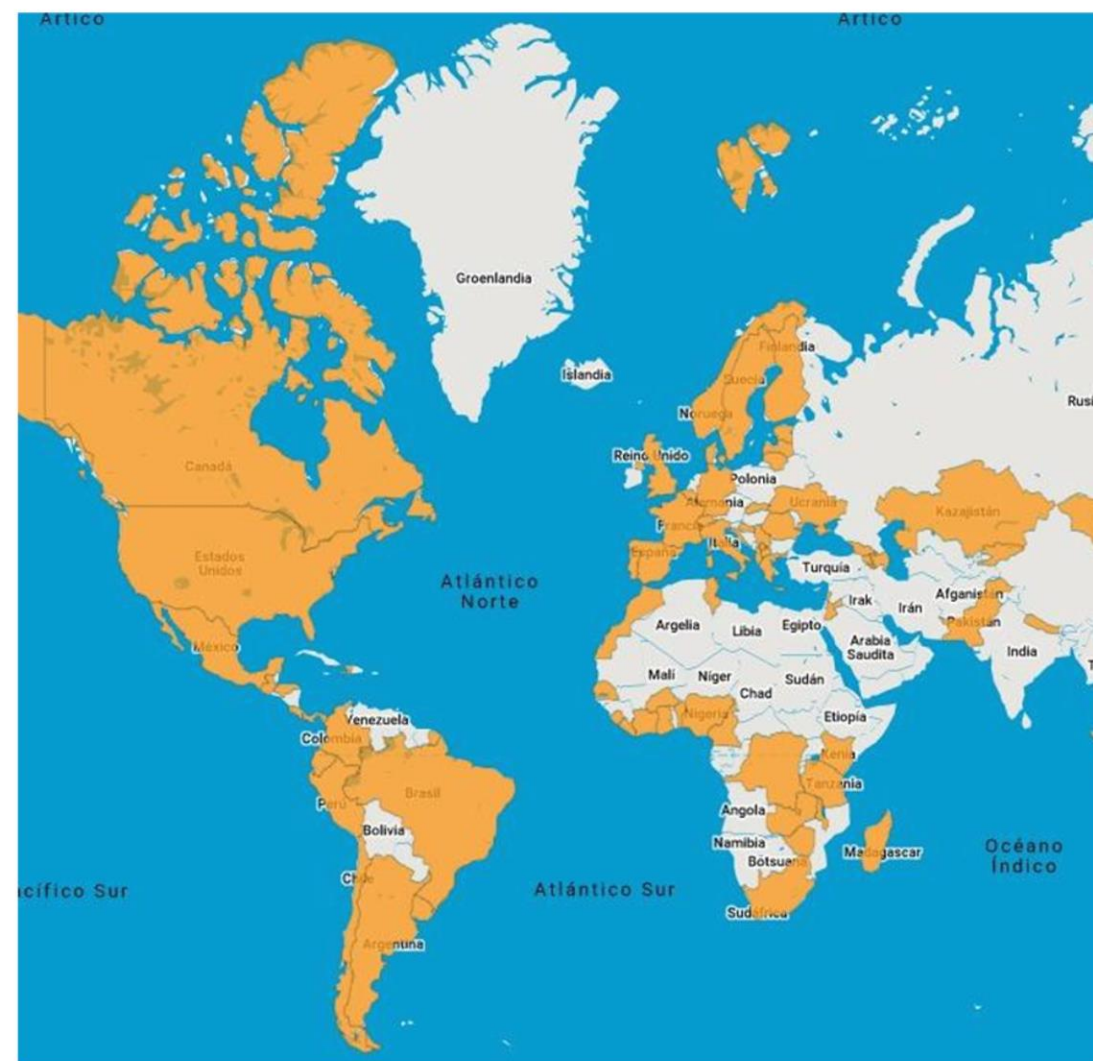 Ártico
Ártico
Groenlandia
Islandia
Finlandia
Suecia
Noruega
Rusi
Reino Unido
Polonia
Canadá
Alemania
Ucrania
Kazajistán
Francia
Italia
España
Estados
Unidos
Turquía
Atlántico
Norte
Irak
Irán
Afganistán
Pakistán
Argelia
Libia
Egipto
Arabia
Saudita
India
México
Malí
Níger
Chad
Sudán
T
Venezuela
Nigeria
Etiopía
Colombia
Kenia
Brasil
Tanzania
Perú
Angola
Bolivia
Namibia
Botsuana
Madagascar
Océano
Índico
Chile
acífico Sur
Atlántico Sur
Sudáfrica
Argentina